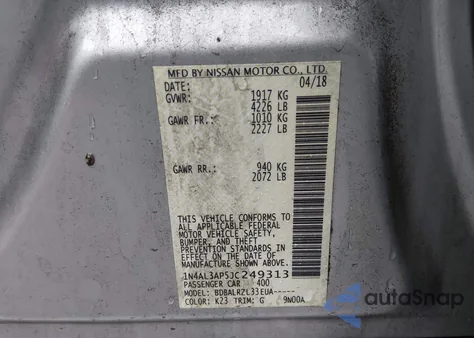 MFD BY NISSAN MOTOR CO., LTD.
DATE: 04/18
GVWR: 1917 KG
4226 LB
GAWR FR.: 1010 KG
2227 LB
GAWR RR.: 940 KG
2072 LB
THIS VEHICLE CONFORMS TO
ALL APPLICABLE FEDERAL
MOTOR VEHICLE SAFETY,
BUMPER, AND THEFT
PREVENTION STANDARDS
IN EFFECT ON THE DATE OF
MANUFACTURE SHOWN ABOVE.
1N4AL3AP5JC249313
PASSENGER CAR 400
MODEL: BDBALRZL33EUA-----
COLOR: K23 TRIM: G 9N00A
autoSnap